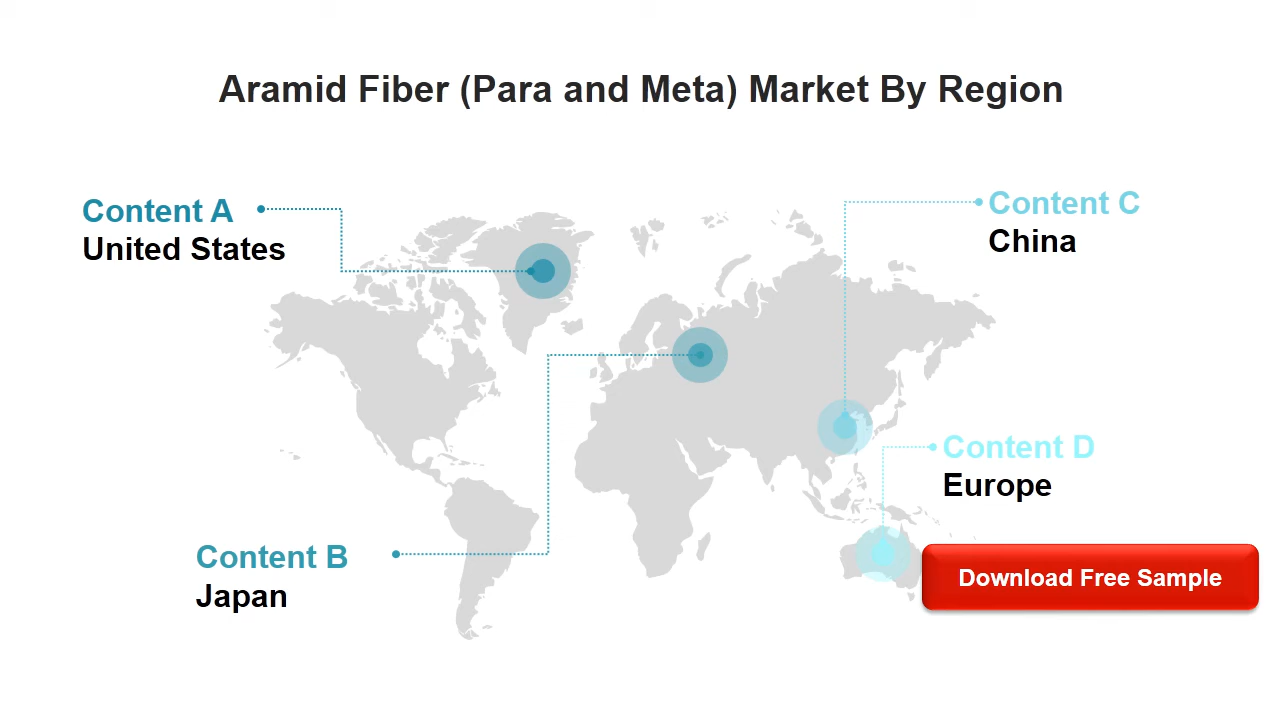 Aramid Fiber (Para and Meta) Market By Region
Content A
United States
Content C
China
Content D
Europe
Content B
Japan
Download Free Sample